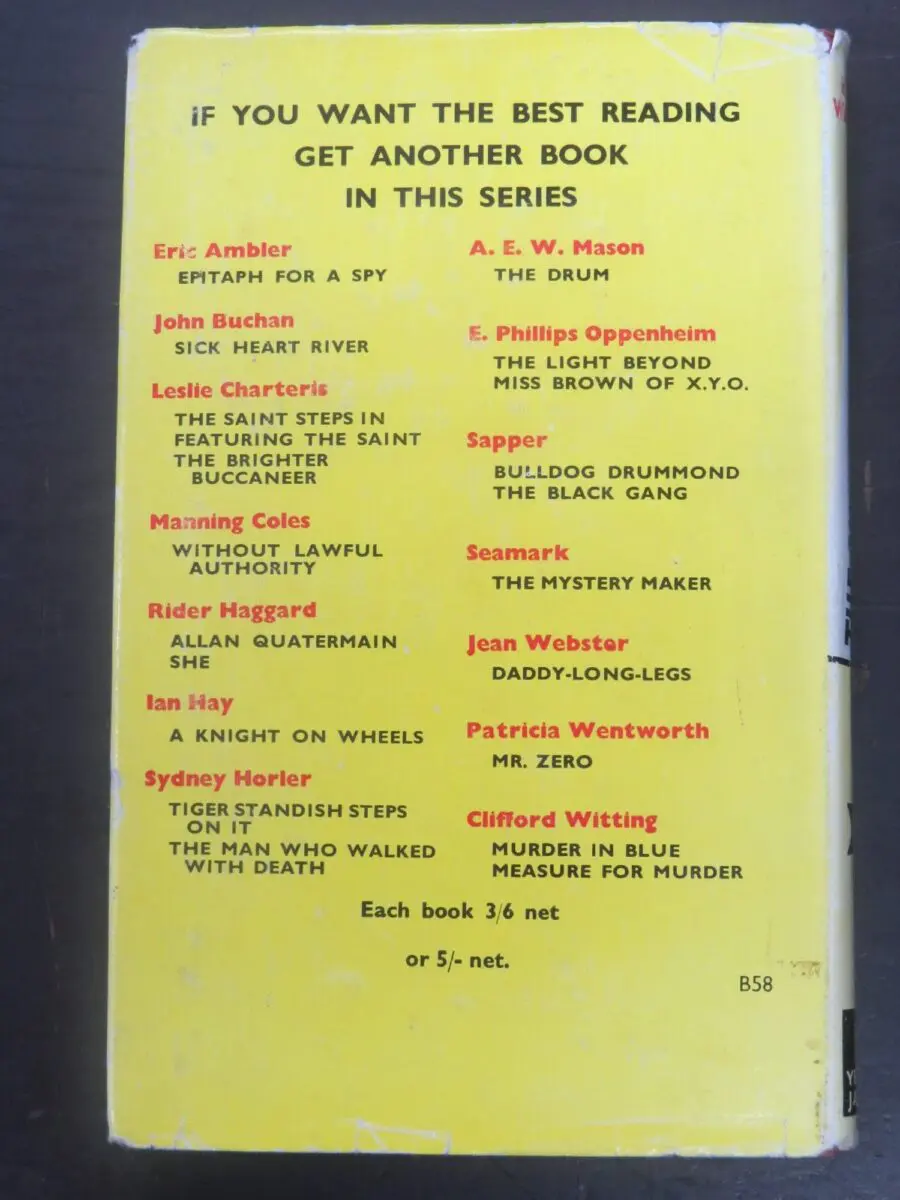 IF YOU WANT THE BEST READING
GET ANOTHER BOOK
IN THIS SERIES
Eric Ambler
EPITAPH FOR A SPY
John Buchan
SICK HEART RIVER
Leslie Charteris
THE SAINT STEPS IN
FEATURING THE SAINT
THE BRIGHTER
BUCCANEER
Manning Coles
WITHOUT LAWFUL
AUTHORITY
Rider Haggard
ALLAN QUATERMAIN
SHE
Ian Hay
A KNIGHT ON WHEELS
Sydney Horler
TIGER STANDISH STEPS
ON IT
THE MAN WHO WALKED
WITH DEATH
A. E. W. Mason
THE DRUM
E. Phillips Oppenheim
THE LIGHT BEYOND
MISS BROWN OF X.Y.O.
Sapper
BULLDOG DRUMMOND
THE BLACK GANG
Seamark
THE MYSTERY MAKER
Jean Webster
DADDY-LONG-LEGS
Patricia Wentworth
MR. ZERO
Clifford Witting
MURDER IN BLUE
MEASURE FOR MURDER
Each book 3/6 net
or 5/- net.
B58